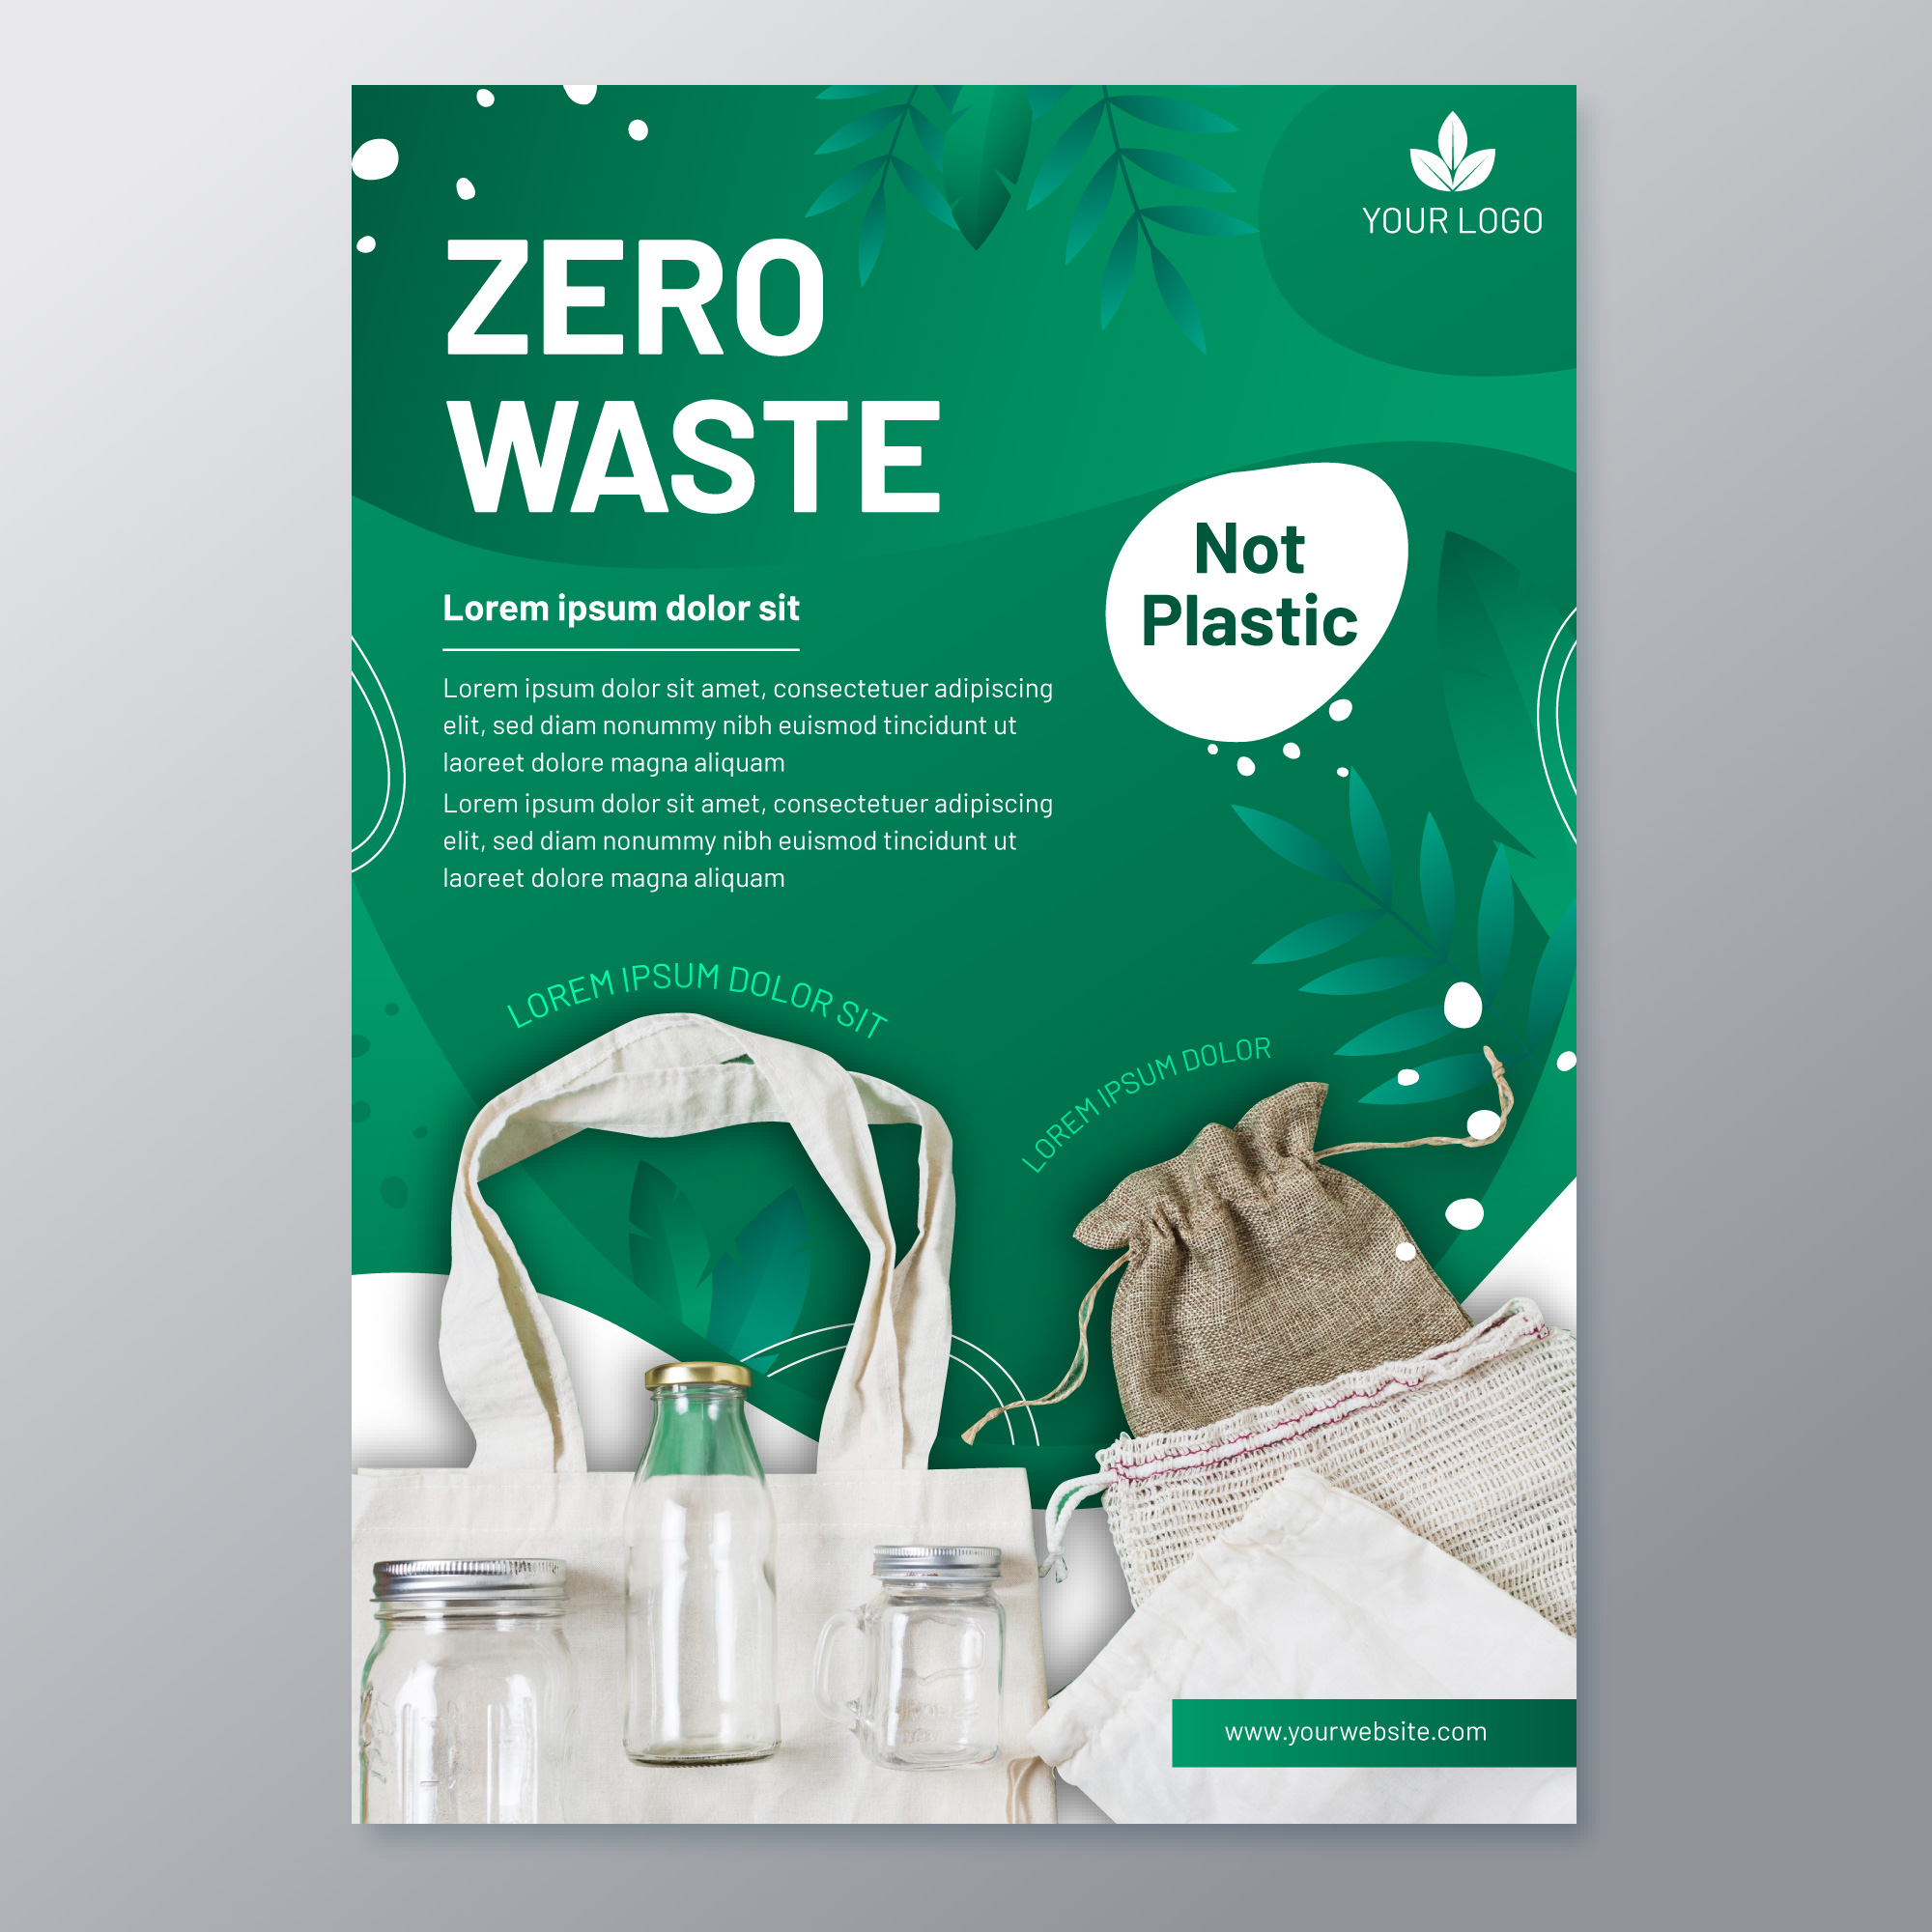 YOUR LOGO
ZERO
WASTE
Not
Plastic
Lorem ipsum dolor sit
Lorem ipsum dolor sit amet, consectetuer adipiscing
elit, sed diam nonummy nibh euismod tincidunt ut
laoreet dolore magna aliquam
Lorem ipsum dolor sit amet, consectetuer adipiscing
elit, sed diam nonummy nibh euismod tincidunt ut
laoreet dolore magna aliquam
LOREM IPSUM DOLOR SIT
LOREM IPSUM DOLOR
www.yourwebsite.com